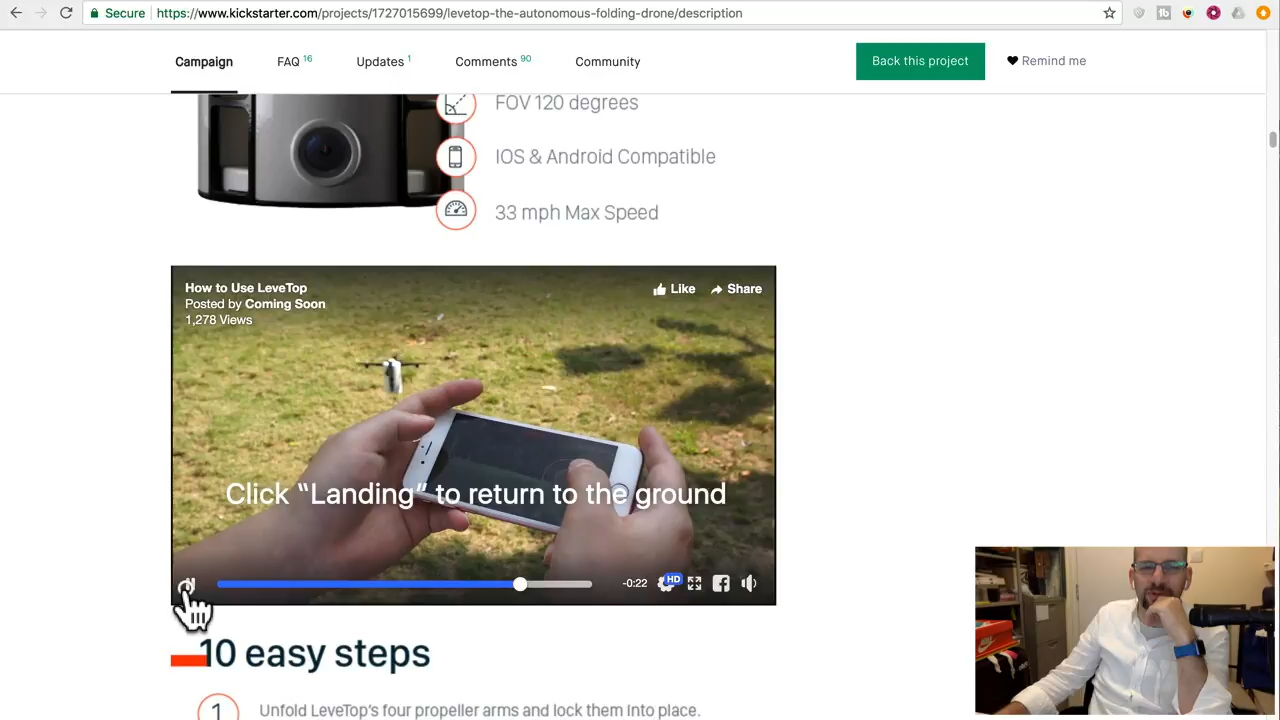 Secure https://www.kickstarter.com/projects/1727015699/levetop-the-autonomous-folding-drone/description
Campaign FAQ 16 Updates 1 Comments 90 Community Back this project Remind me
FOV 120 degrees
IOS & Android Compatible
33 mph Max Speed
How to Use LeveTop
Posted by Coming Soon
1,278 Views
Like Share
Click “Landing” to return to the ground
-0:22 HD
10 easy steps
1 Unfold LeveTop's four propeller arms and lock them into place.